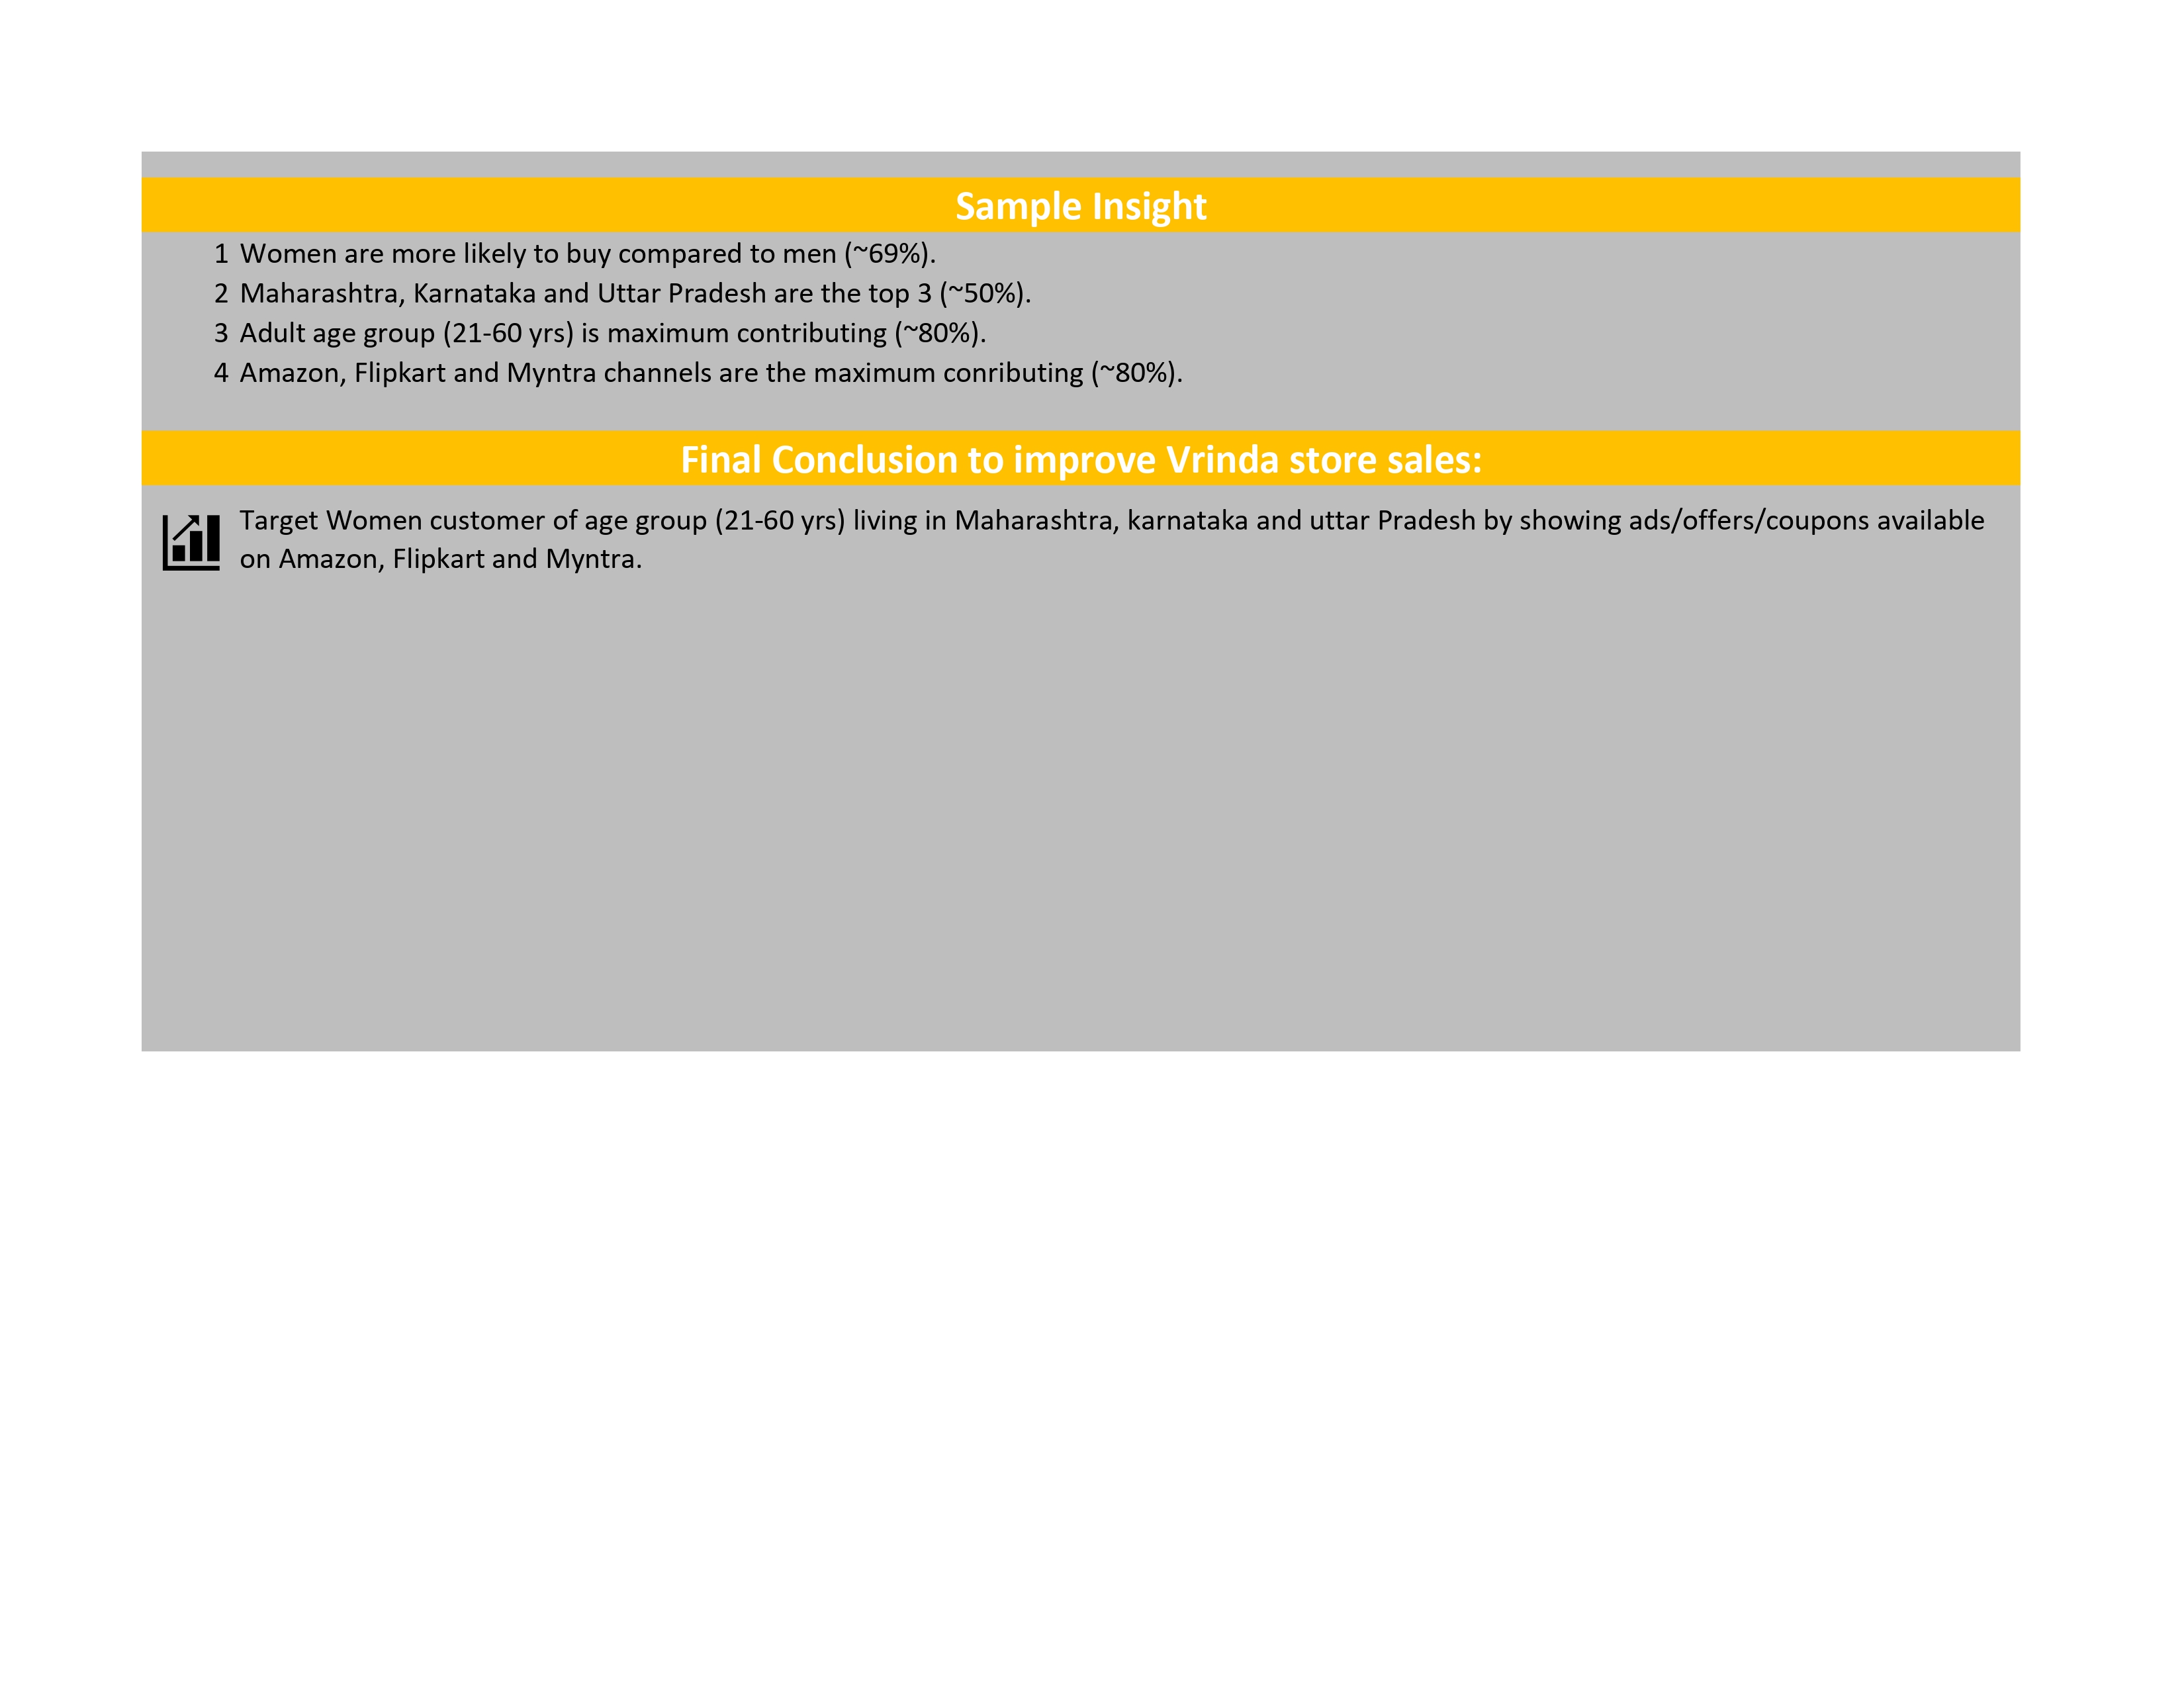 Sample Insight
1 Women are more likely to buy compared to men (~69%).
2 Maharashtra, Karnataka and Uttar Pradesh are the top 3 (~50%).
3 Adult age group (21-60 yrs) is maximum contributing (~80%).
4 Amazon, Flipkart and Myntra channels are the maximum conributing (~80%).
Final Conclusion to improve Vrinda store sales:
Target Women customer of age group (21-60 yrs) living in Maharashtra, karnataka and uttar Pradesh by showing ads/offers/coupons available
on Amazon, Flipkart and Myntra.